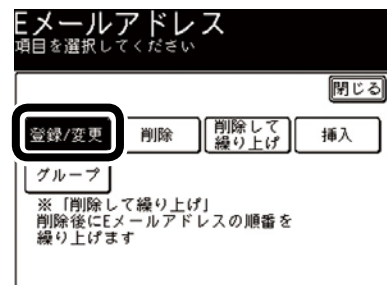 Eメールアドレス
項目を選択してください
閉じる
登録/変更 削除 削除して 挿入
繰り上げ
グループ
※「削除して繰り上げ」
削除後にEメールアドレスの順番を
繰り上げます